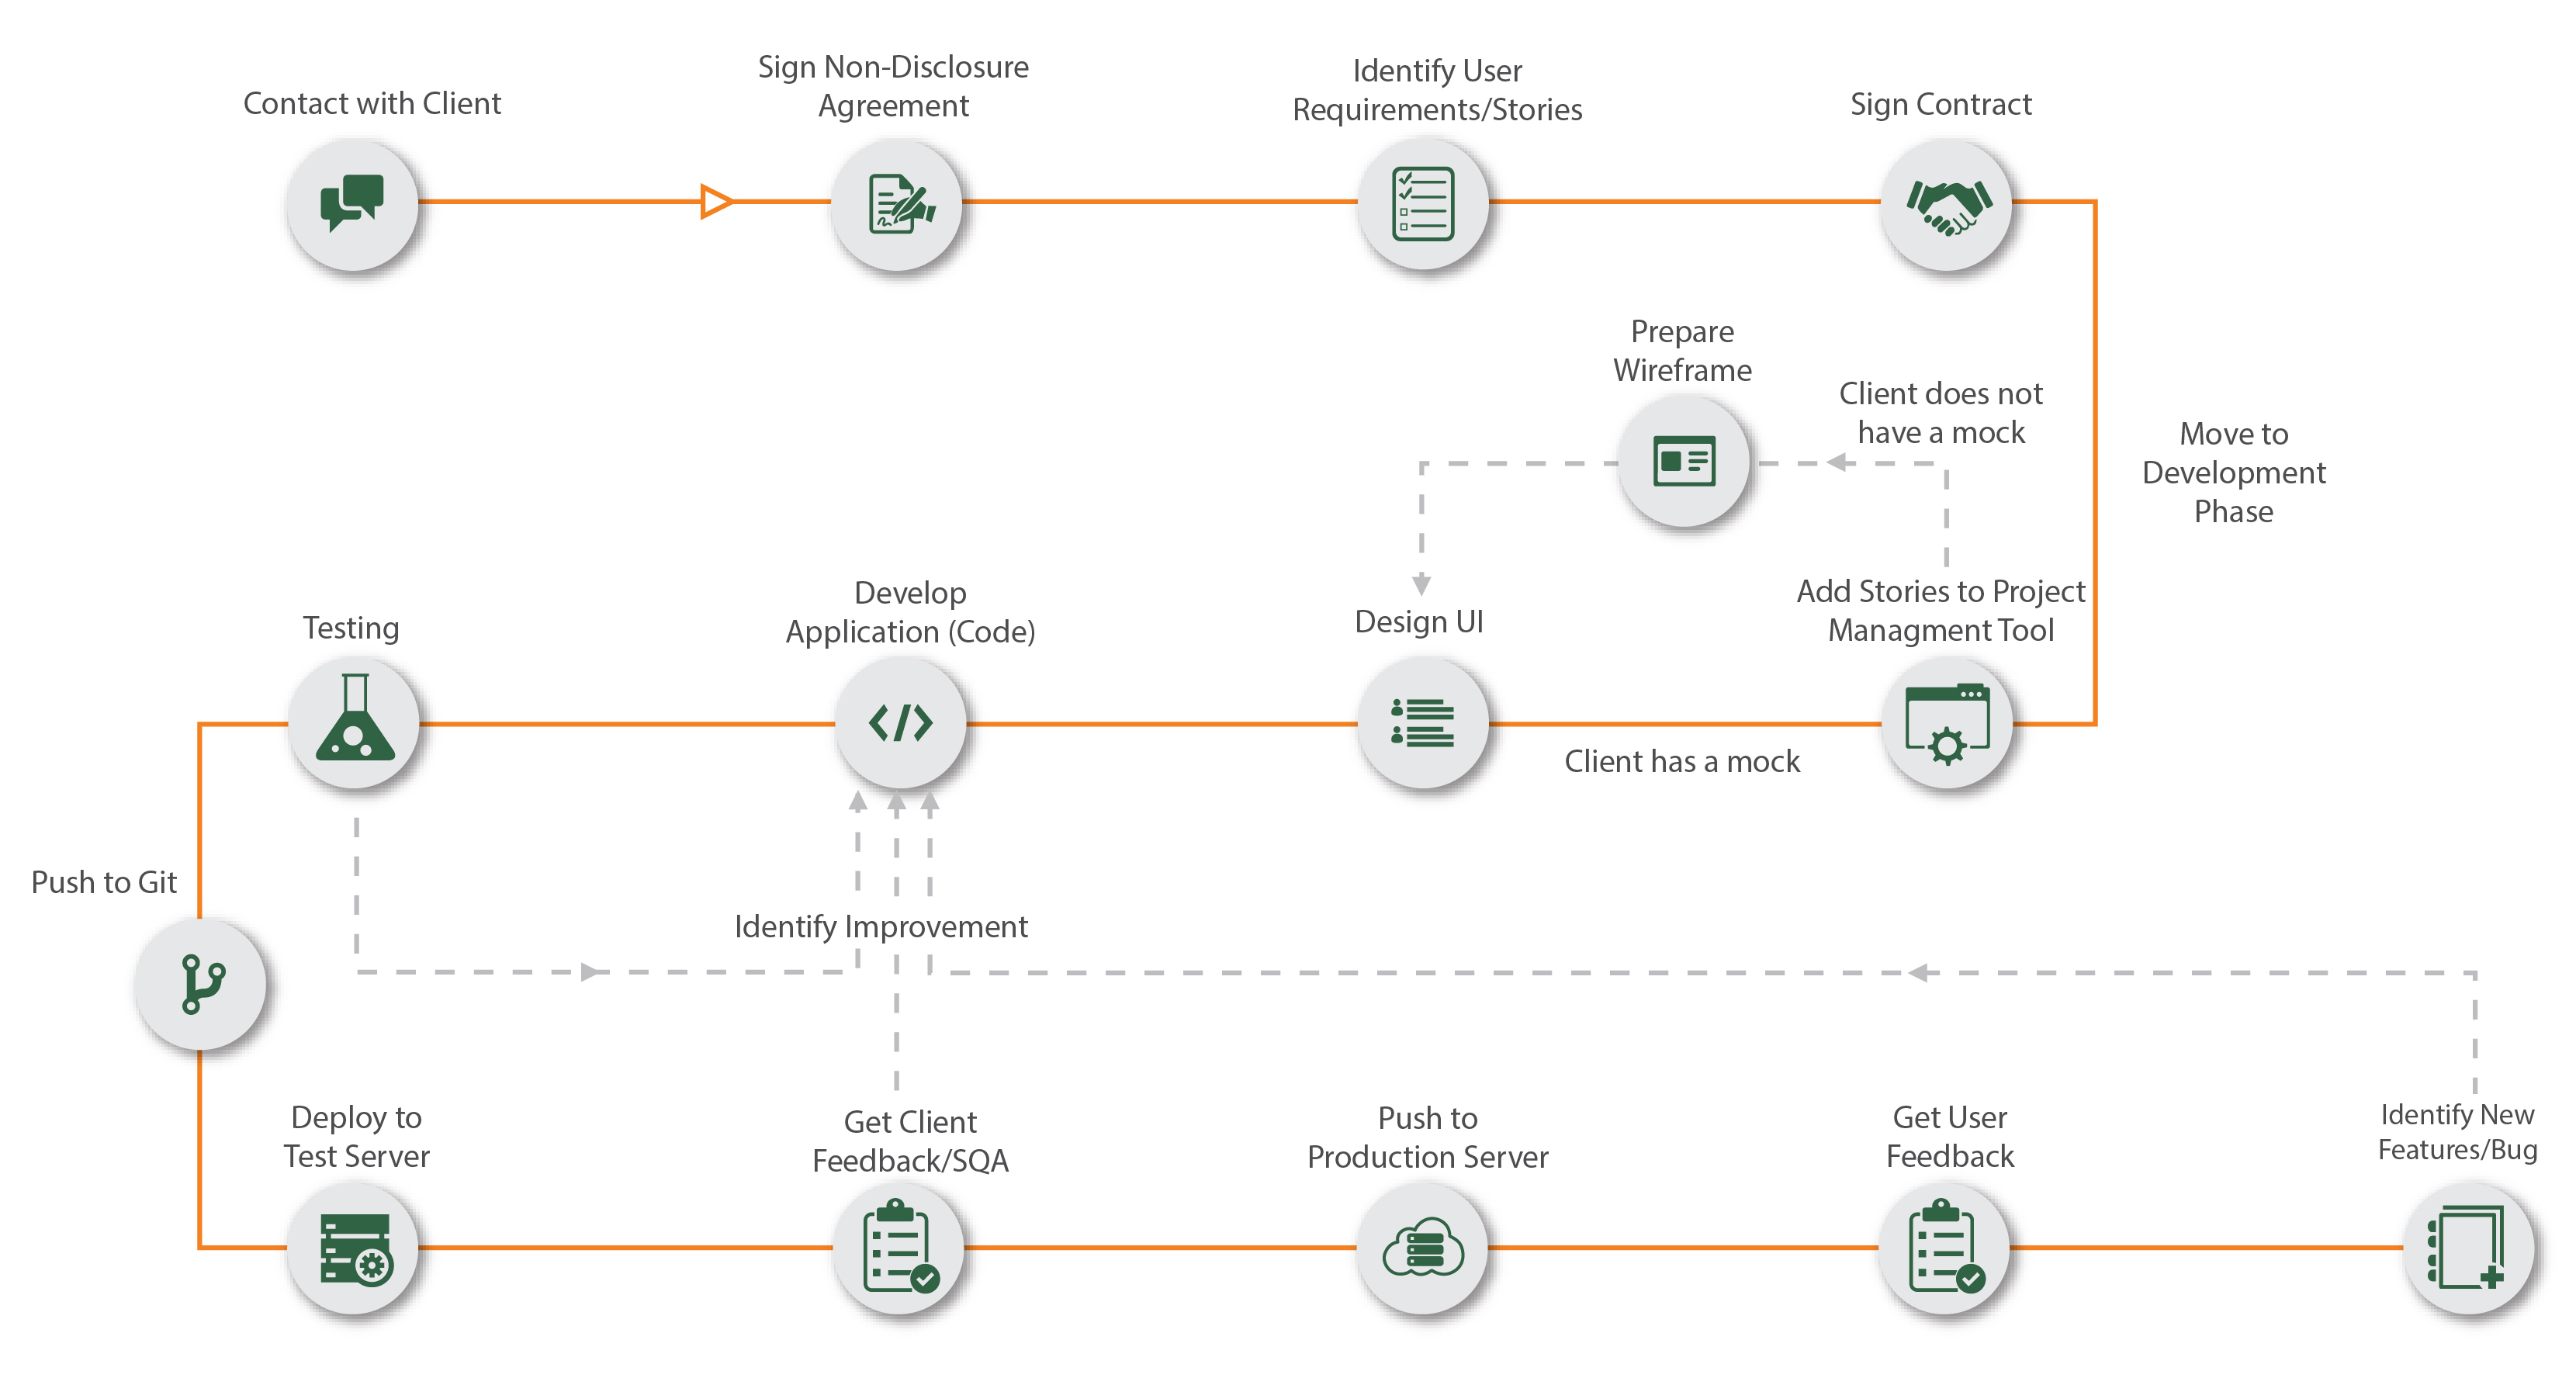 Contact with Client
Sign Non-Disclosure
Agreement
Identify User
Requirements/Stories
Sign Contract
Prepare
Wireframe
Client does not
have a mock
Move to
Development
Phase
Testing
Develop
Application (Code)
Design UI
Add Stories to Project
Managment Tool
Client has a mock
Push to Git
Identify Improvement
Deploy to
Test Server
Get Client
Feedback/SQA
Push to
Production Server
Get User
Feedback
Identify New
Features/Bug